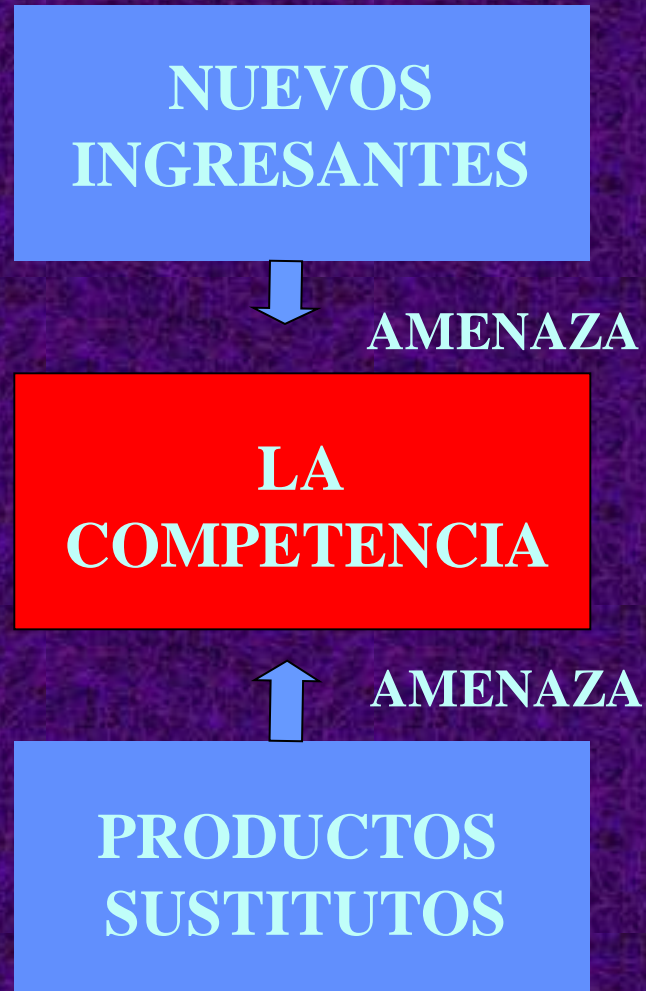 NUEVOS
INGRESANTES
AMENAZA
LA
COMPETENCIA
AMENAZA
PRODUCTOS
SUSTITUTOS